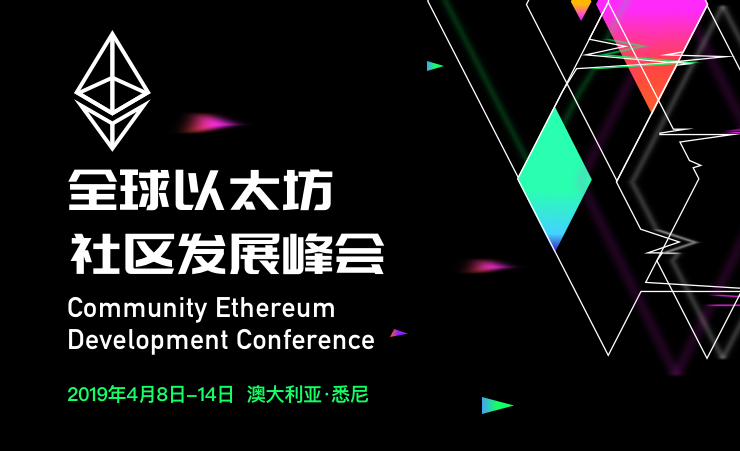 全球以太坊
社区发展峰会
Community Ethereum
Development Conference
2019年4月8日-14日 澳大利亚·悉尼